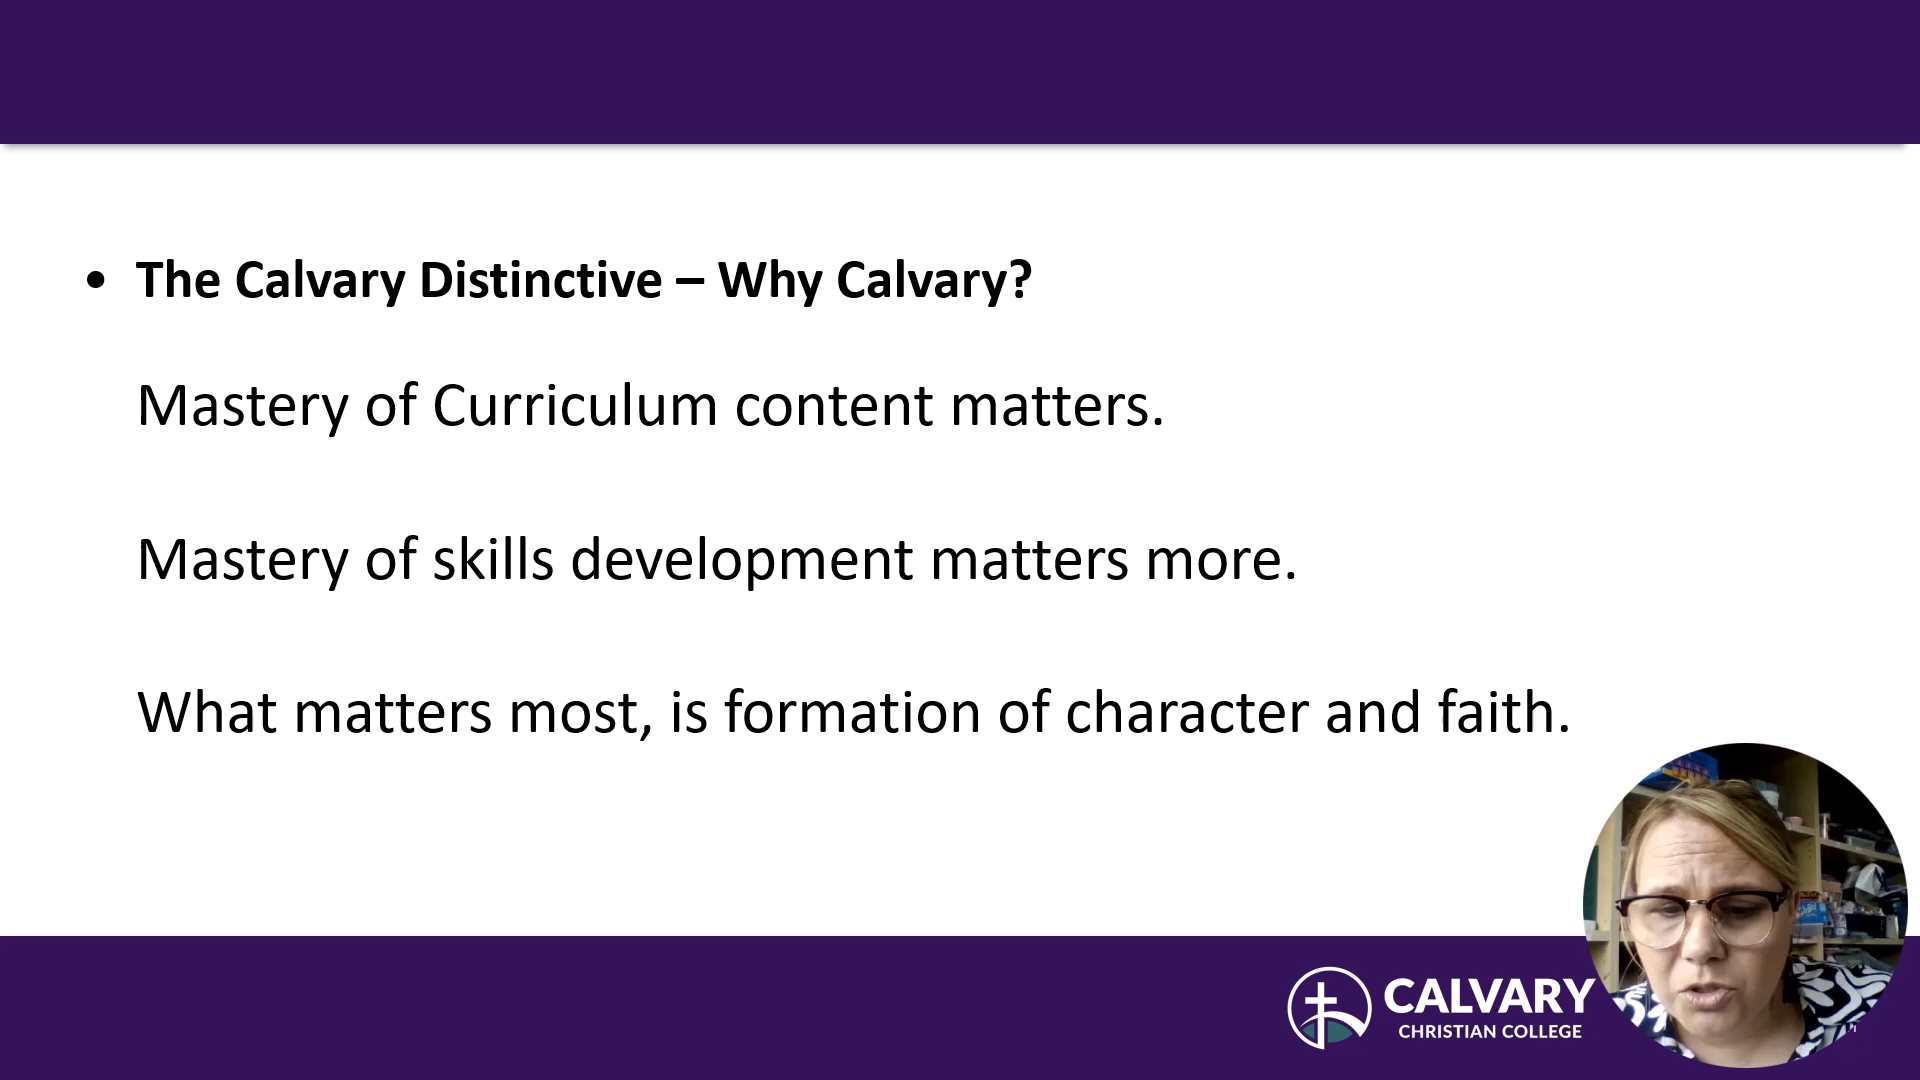 • The Calvary Distinctive – Why Calvary?
Mastery of Curriculum content matters.
Mastery of skills development matters more.
What matters most, is formation of character and faith.
CALVARY
CHRISTIAN COLLEGE